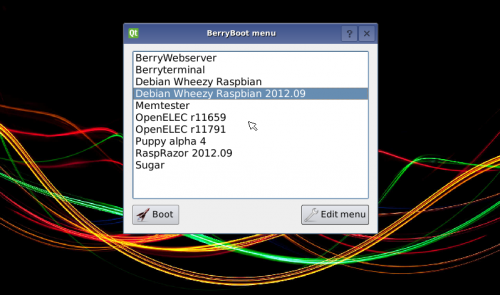 Qt BerryBoot menu ?
BerryWebserver
Berryterminal
Debian Wheezy Raspbian
Debian Wheezy Raspbian 2012.09
Memtester
OpenELEC r11659
OpenELEC r11791
Puppy alpha 4
RaspRazor 2012.09
Sugar
Boot Edit menu